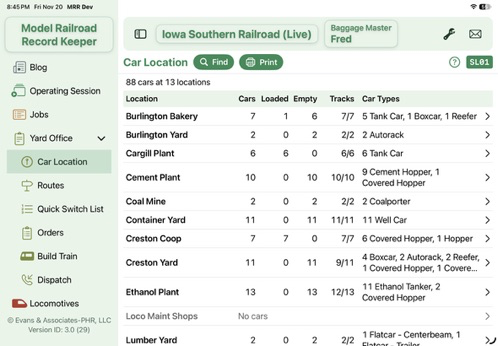 8:45 PM Fri Nov 20 MRR Dev
Model Railroad
Record Keeper
Blog
Operating Session
Jobs
Yard Office
Car Location
Routes
Quick Switch List
Orders
Build Train
Dispatch
Locomotives
© Evans & Associates-PHR, LLC
Version ID: 3.0 (29)
Iowa Southern Railroad (Live)
Baggage Master
Fred
Car Location
Find
Print
SL01
88 cars at 13 locations
Location Cars Loaded Empty Tracks Car Types
Burlington Bakery 7 1 6 7/7 5 Tank Car, 1 Boxcar, 1 Reefer
Burlington Yard 2 0 2 2/2 2 Autorack
Cargill Plant 6 6 0 6/6 6 Tank Car
Cement Plant 10 0 10 10/10 9 Cement Hopper, 1
Covered Hopper
Coal Mine 2 0 2 2/2 2 Coalporter
Container Yard 11 0 11 11/11 11 Well Car
Creston Coop 7 7 0 7/7 6 Covered Hopper, 1 Hopper
Creston Yard 11 0 11 9/11 4 Boxcar, 2 Autorack, 2 Reefer,
1 Covered Hopper, 1 Covere...
Ethanol Plant 13 0 13 12/13 11 Ethanol Tanker, 2
Covered Hopper
Loco Maint Shops No cars
Lumber Yard 2 0 2 2/2 1 Flatcar - Centerbeam, 1
Flatcar - Trailer